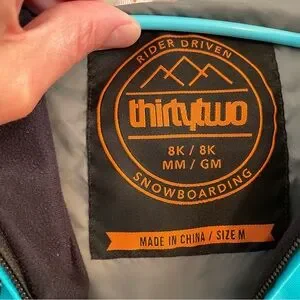 RIDER DRIVEN
thirtytwo
8K / 8K
MM / GM
SNOWBOARDING
MADE IN CHINA / SIZE M